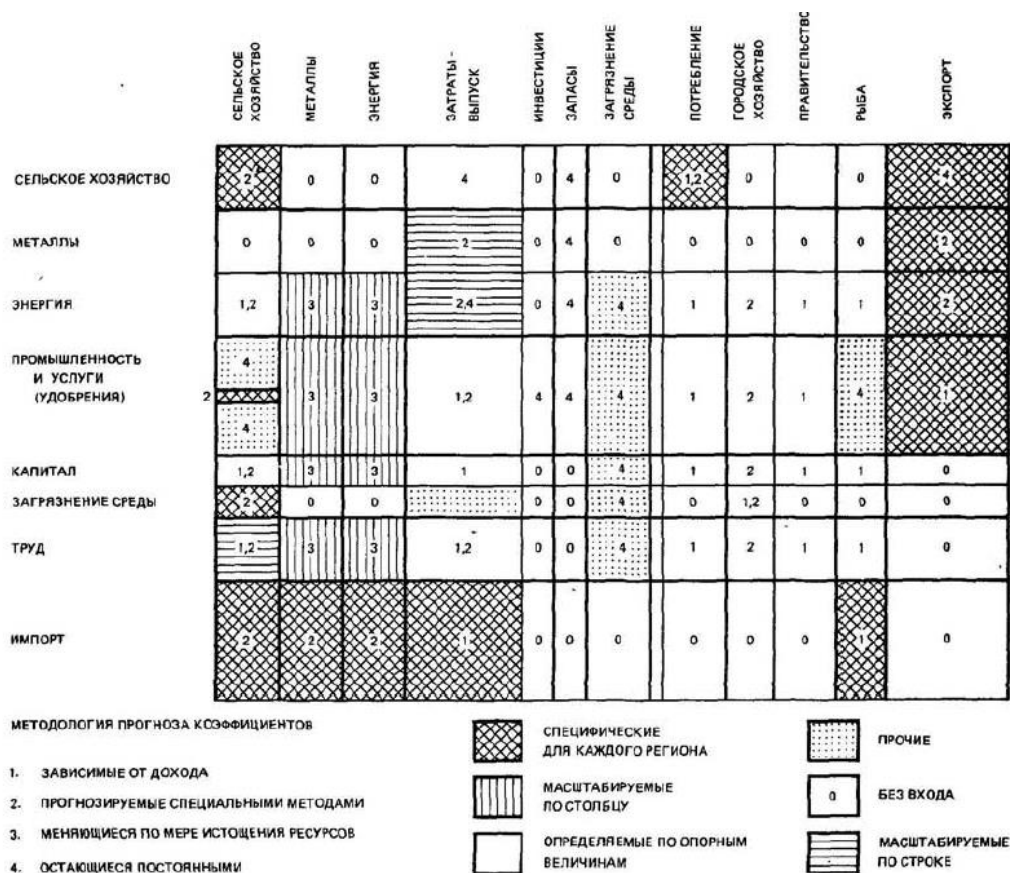 СЕЛЬСКОЕ
ХОЗЯЙСТВО
МЕТАЛЛЫ
ЭНЕРГИЯ
ЗАТРАТЫ -
ВЫПУСК
ИНВЕСТИЦИИ
ЗАПАСЫ
ЗАГРЯЗНЕНИЕ
СРЕДЫ
ПОТРЕБЛЕНИЕ
ГОРОДСКОЕ
ХОЗЯЙСТВО
ПРАВИТЕЛЬСТВО
РЫБА
ЭКСПОРТ
СЕЛЬСКОЕ ХОЗЯЙСТВО 2 0 0 4 0 4 0 1,2 0 0 4
МЕТАЛЛЫ 0 0 0 2 0 4 0 0 0 0 0 2
ЭНЕРГИЯ 1,2 3 3 2,4 0 4 4 1 2 1 1 2
ПРОМЫШЛЕННОСТЬ
И УСЛУГИ
(УДОБРЕНИЯ)
4
2 3 3 1,2 4 4 4 1 2 1 4 1
4
КАПИТАЛ 1,2 3 3 1 0 0 4 1 2 1 1 0
ЗАГРЯЗНЕНИЕ СРЕДЫ 2 0 0 0 0 4 0 1,2 0 0 0
ТРУД 1,2 3 3 1,2 0 0 4 1 2 1 1 0
ИМПОРТ 2 2 2 1 0 0 0 0 0 0 1 0
МЕТОДОЛОГИЯ ПРОГНОЗА КОЭФФИЦИЕНТОВ
1. ЗАВИСИМЫЕ ОТ ДОХОДА
2. ПРОГНОЗИРУЕМЫЕ СПЕЦИАЛЬНЫМИ МЕТОДАМИ
3. МЕНЯЮЩИЕСЯ ПО МЕРЕ ИСТОЩЕНИЯ РЕСУРСОВ
4. ОСТАЮЩИЕСЯ ПОСТОЯННЫМИ
СПЕЦИФИЧЕСКИЕ
ДЛЯ КАЖДОГО РЕГИОНА
МАСШТАБИРУЕМЫЕ
ПО СТОЛБЦУ
ОПРЕДЕЛЯЕМЫЕ ПО ОПОРНЫМ
ВЕЛИЧИНАМ
ПРОЧИЕ
0 БЕЗ ВХОДА
МАСШТАБИРУЕМЫЕ
ПО СТРОКЕ